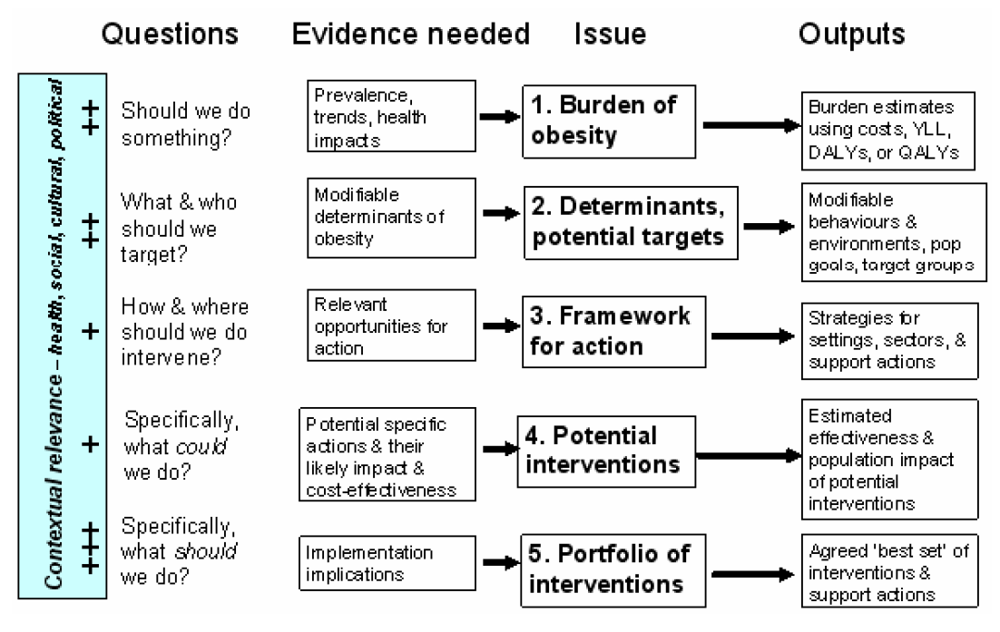 Questions
Evidence needed
Issue
Outputs
Contextual relevance – health, social, cultural, political
++
Should we do
something?
Prevalence,
trends, health
impacts
1. Burden of
obesity
Burden estimates
using costs, YLL,
DALYs, or QALYs
++
What & who
should we
target?
Modifiable
determinants of
obesity
2. Determinants,
potential targets
Modifiable
behaviours &
environments, pop
goals, target groups
+
How & where
should we do
intervene?
Relevant
opportunities for
action
3. Framework
for action
Strategies for
settings, sectors, &
support actions
+
Specifically,
what could
we do?
Potential specific
actions & their
likely impact &
cost-effectiveness
4. Potential
interventions
Estimated
effectiveness &
population impact
of potential
interventions
+++
Specifically,
what should
we do?
Implementation
implications
5. Portfolio of
interventions
Agreed 'best set' of
interventions &
support actions